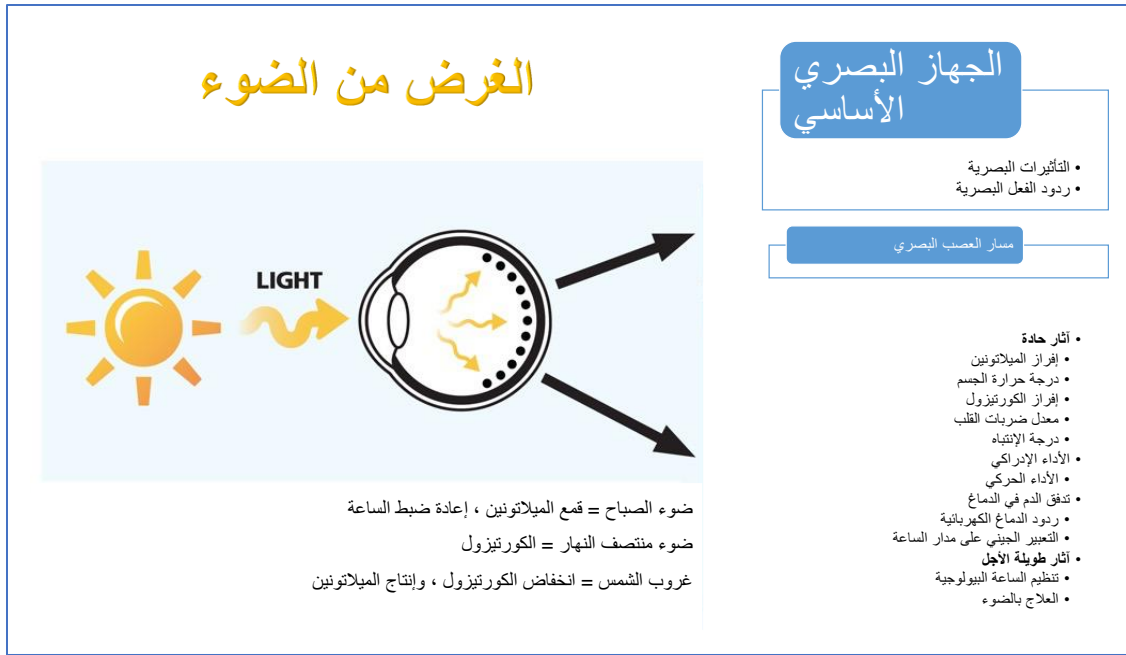 الغرض من الضوء
الجهاز البصري
الأساسي
• التأثيرات البصرية
• ردود الفعل البصرية
مسار العصب البصري
LIGHT
• آثار حادة
• إفراز الميلاتونين
• درجة حرارة الجسم
• إفراز الكورتيزول
• معدل ضربات القلب
• درجة الإنتباه
• الأداء الإدراكي
• الأداء الحركي
• تدفق الدم في الدماغ
• ردود الدماغ الكهربائية
• التعبير الجيني على مدار الساعة
• آثار طويلة الأجل
• تنظيم الساعة البيولوجية
• العلاج بالضوء
ضوء الصباح = قمع الميلاتونين ، إعادة ضبط الساعة
ضوء منتصف النهار = الكورتيزول
غروب الشمس = انخفاض الكورتيزول ، وإنتاج الميلاتونين